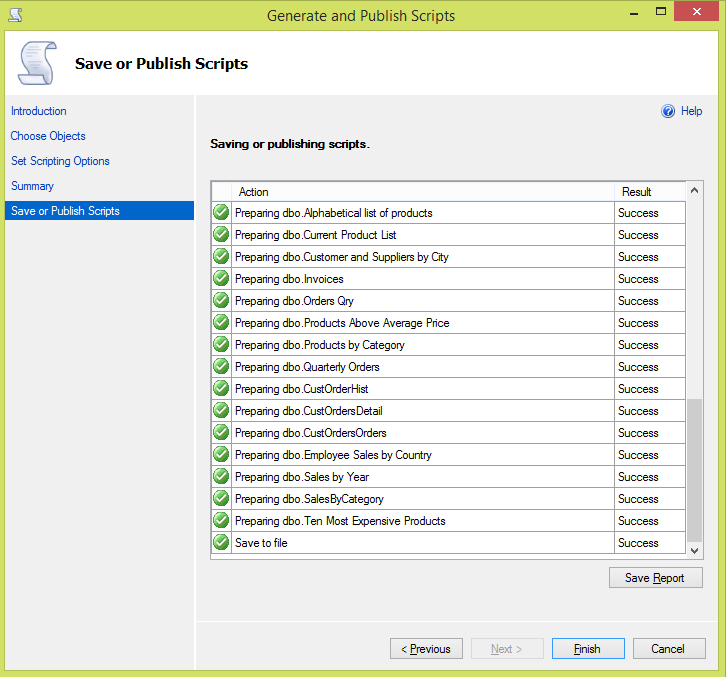 Generate and Publish Scripts
Save or Publish Scripts
Introduction
Choose Objects
Set Scripting Options
Summary
Save or Publish Scripts
Help
Saving or publishing scripts.
Action Result
Preparing dbo.Alphabetical list of products Success
Preparing dbo.Current Product List Success
Preparing dbo.Customer and Suppliers by City Success
Preparing dbo.Invoices Success
Preparing dbo.Orders Qry Success
Preparing dbo.Products Above Average Price Success
Preparing dbo.Products by Category Success
Preparing dbo.Quarterly Orders Success
Preparing dbo.CustOrderHist Success
Preparing dbo.CustOrdersDetail Success
Preparing dbo.CustOrdersOrders Success
Preparing dbo.Employee Sales by Country Success
Preparing dbo.Sales by Year Success
Preparing dbo.SalesByCategory Success
Preparing dbo.Ten Most Expensive Products Success
Save to file Success
Save Report
< Previous Next > Finish Cancel